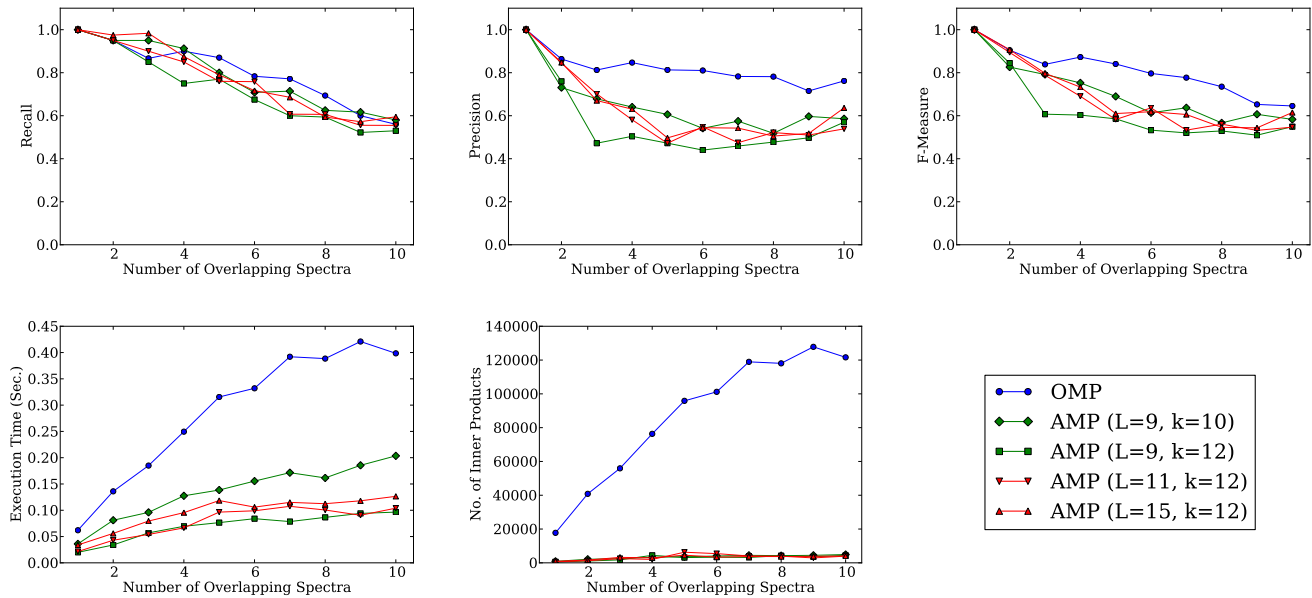 1.0
0.8
0.6
0.4
0.2
0.0
Recall
2 4 6 8 10
Number of Overlapping Spectra
1.0
0.8
0.6
0.4
0.2
0.0
Precision
2 4 6 8 10
Number of Overlapping Spectra
1.0
0.8
0.6
0.4
0.2
0.0
F-Measure
2 4 6 8 10
Number of Overlapping Spectra
0.45
0.40
0.35
0.30
0.25
0.20
0.15
0.10
0.05
0.00
Execution Time (Sec.)
2 4 6 8 10
Number of Overlapping Spectra
140000
120000
100000
80000
60000
40000
20000
0
No. of Inner Products
2 4 6 8 10
Number of Overlapping Spectra
OMP
AMP (L=9, k=10)
AMP (L=9, k=12)
AMP (L=11, k=12)
AMP (L=15, k=12)